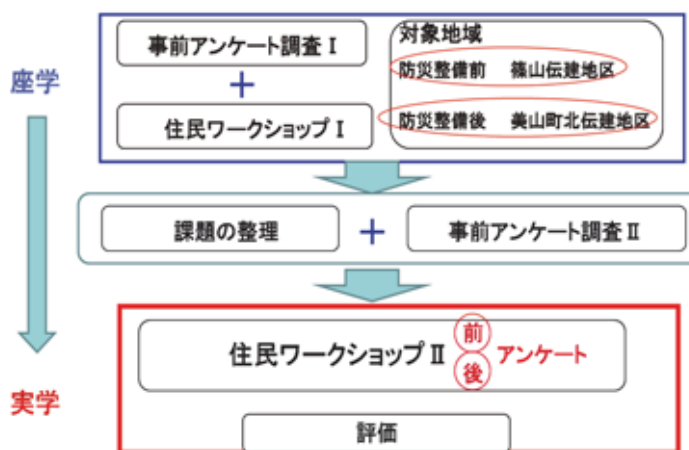 座学
事前アンケート調査Ⅰ
＋
住民ワークショップⅠ
対象地域
防災整備前 篠山伝建地区
防災整備後 美山町北伝建地区
課題の整理 ＋ 事前アンケート調査Ⅱ
実学
住民ワークショップⅡ 前 後 アンケート
評価